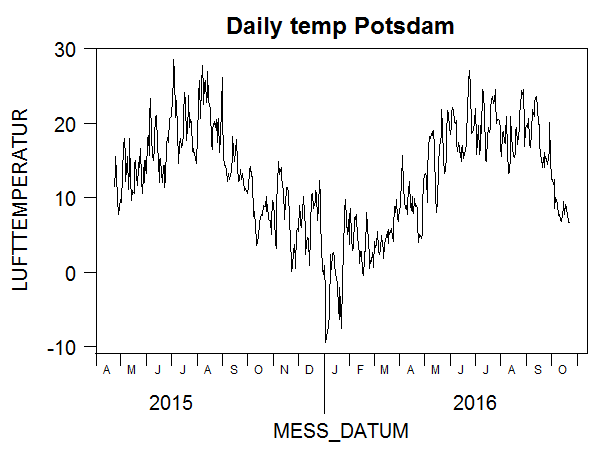 Daily temp Potsdam
30
20
10
0
-10
LUFTTEMPERATUR
A M J J A S O N D J F M A M J J A S O
2015 2016
MESS_DATUM